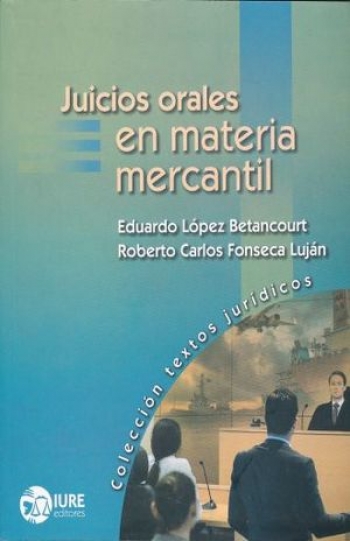 Juicios orales
en materia
mercantil
Eduardo López Betancourt
Roberto Carlos Fonseca Luján
Colección textos jurídicos
IURE
editores